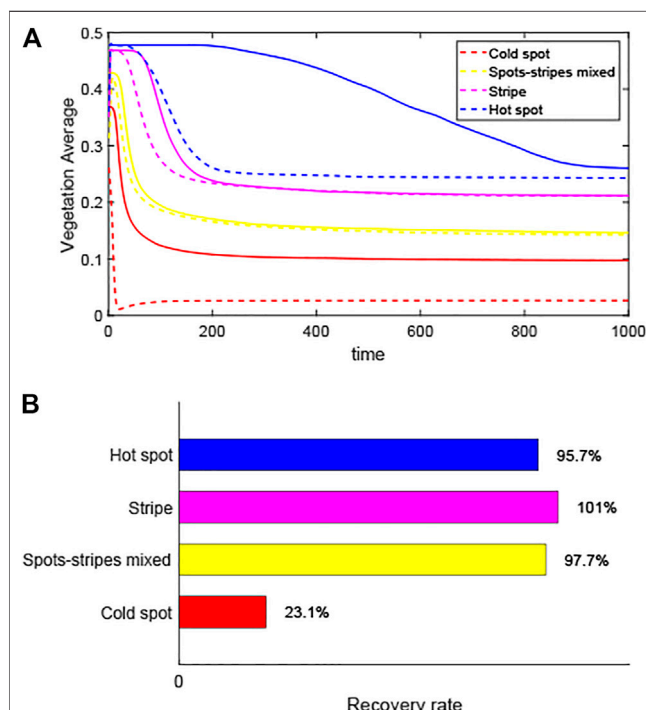 A
0.5
0.4
0.3
0.2
0.1
0
Vegetation Average
Cold spot
Spots-stripes mixed
Stripe
Hot spot
0
200
400
600
800
1000
time
B
Hot spot
95.7%
Stripe
101%
Spots-stripes mixed
97.7%
Cold spot
23.1%
0
Recovery rate